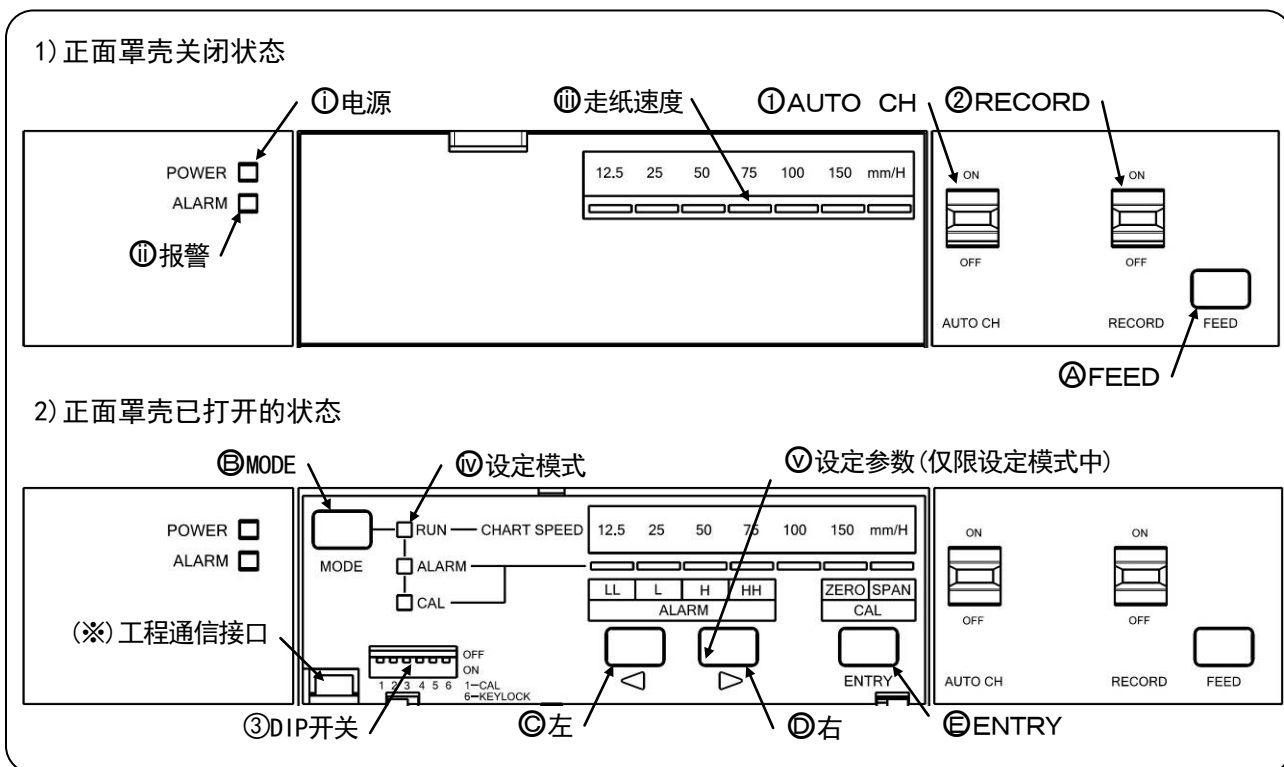 1)正面罩壳关闭状态
ⓘ电源
ⓘⓘⓘ走纸速度
①AUTO CH
②RECORD
POWER
ALARM
ⓘⓘ报警
12.5 25 50 75 100 150 mm/H
ON
OFF
AUTO CH
ON
OFF
RECORD
FEED
ⒶFEED
2)正面罩壳已打开的状态
ⒷMODE
ⓘⓥ设定模式
ⓥ设定参数(仅限设定模式中)
POWER
ALARM
MODE
RUN
CHART SPEED
ALARM
CAL
12.5 25 50 75 100 150 mm/H
LL L H HH
ALARM
ZERO SPAN
CAL
(※)工程通信接口
OFF
ON
1 2 3 4 5 6
1-CAL
6-KEYLOCK
◁
▷
ENTRY
③DIP开关
Ⓒ左
Ⓓ右
ⒺENTRY
ON
OFF
AUTO CH
ON
OFF
RECORD
FEED